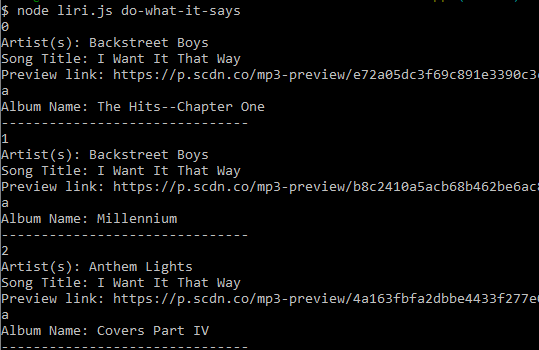 $ node liri.js do-what-it-says
0
Artist(s): Backstreet Boys
Song Title: I Want It That Way
Preview link: https://p.scdn.co/mp3-preview/e72a05dc3f69c891e3390c3
a
Album Name: The Hits--Chapter One
-------------------------------
1
Artist(s): Backstreet Boys
Song Title: I Want It That Way
Preview link: https://p.scdn.co/mp3-preview/b8c2410a5acb68b462be6ac8
a
Album Name: Millennium
-------------------------------
2
Artist(s): Anthem Lights
Song Title: I Want It That Way
Preview link: https://p.scdn.co/mp3-preview/4a163fbfa2dbbe4433f277e
a
Album Name: Covers Part IV
-------------------------------